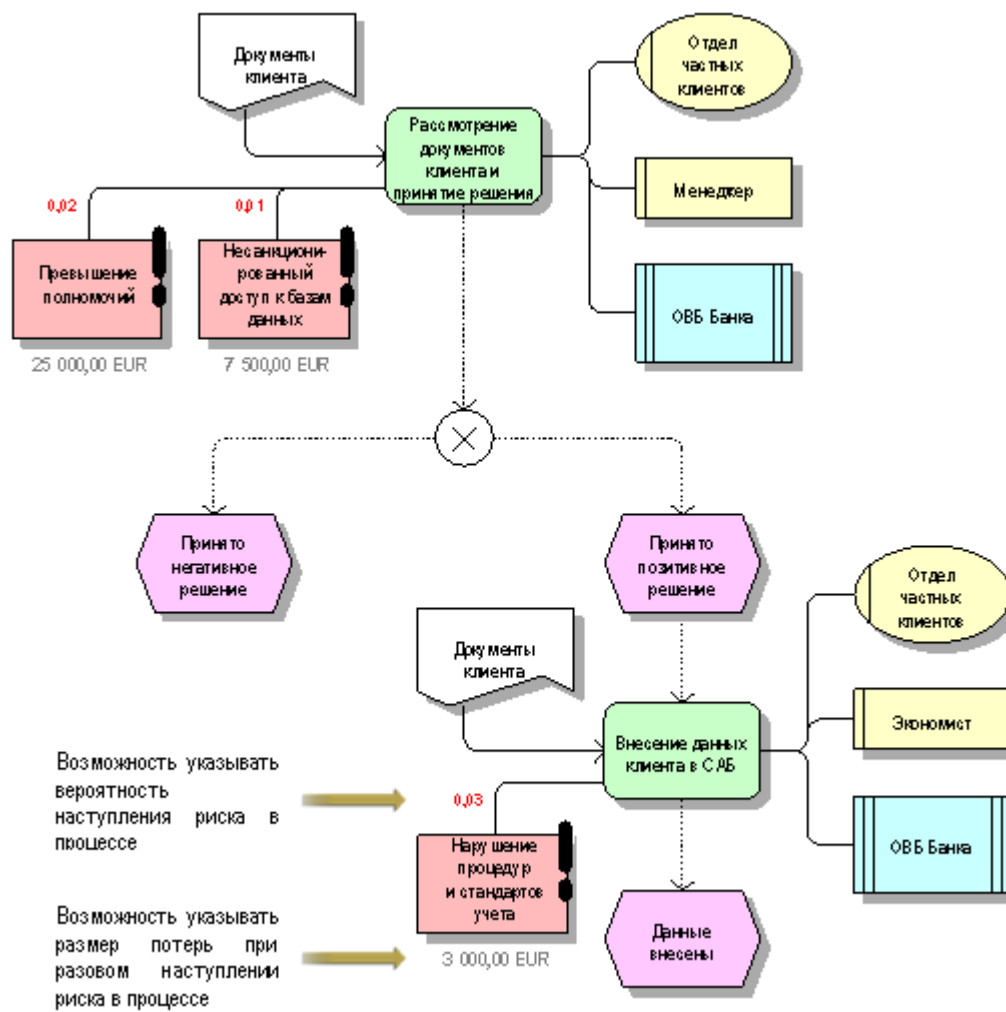 Документы
клиента
Отдел
частных
клиентов
Рассмотрение
документов
клиента и
принятие решения
Менеджер
0,02
0,01
Превышение
полномочий
Несанкциони-
рованный
доступ к базам
данных
ОВБ Банка
25 000,00 EUR
7 500,00 EUR
Принято
негативное
решение
Принято
позитивное
решение
Отдел
частных
клиентов
Документы
клиента
Экономист
Внесение данных
клиента в САБ
Возможность указывать
вероятность
наступления риска в
процессе
0,03
Нарушение
процедур
и стандартов
учета
ОВБ Банка
Возможность указывать
размер потерь при
разовом наступлении
риска в процессе
3 000,00 EUR
Данные
внесены